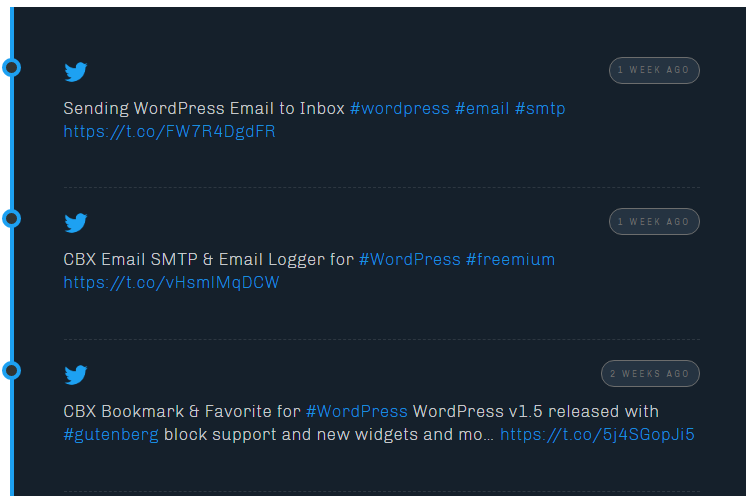 1 WEEK AGO
Sending WordPress Email to Inbox #wordpress #email #smtp
https://t.co/FW7R4DgdFR
1 WEEK AGO
CBX Email SMTP & Email Logger for #WordPress #freemium
https://t.co/vHsmIMqDCW
2 WEEKS AGO
CBX Bookmark & Favorite for #WordPress WordPress v1.5 released with
#gutenberg block support and new widgets and mo... https://t.co/5j4SGopJi5